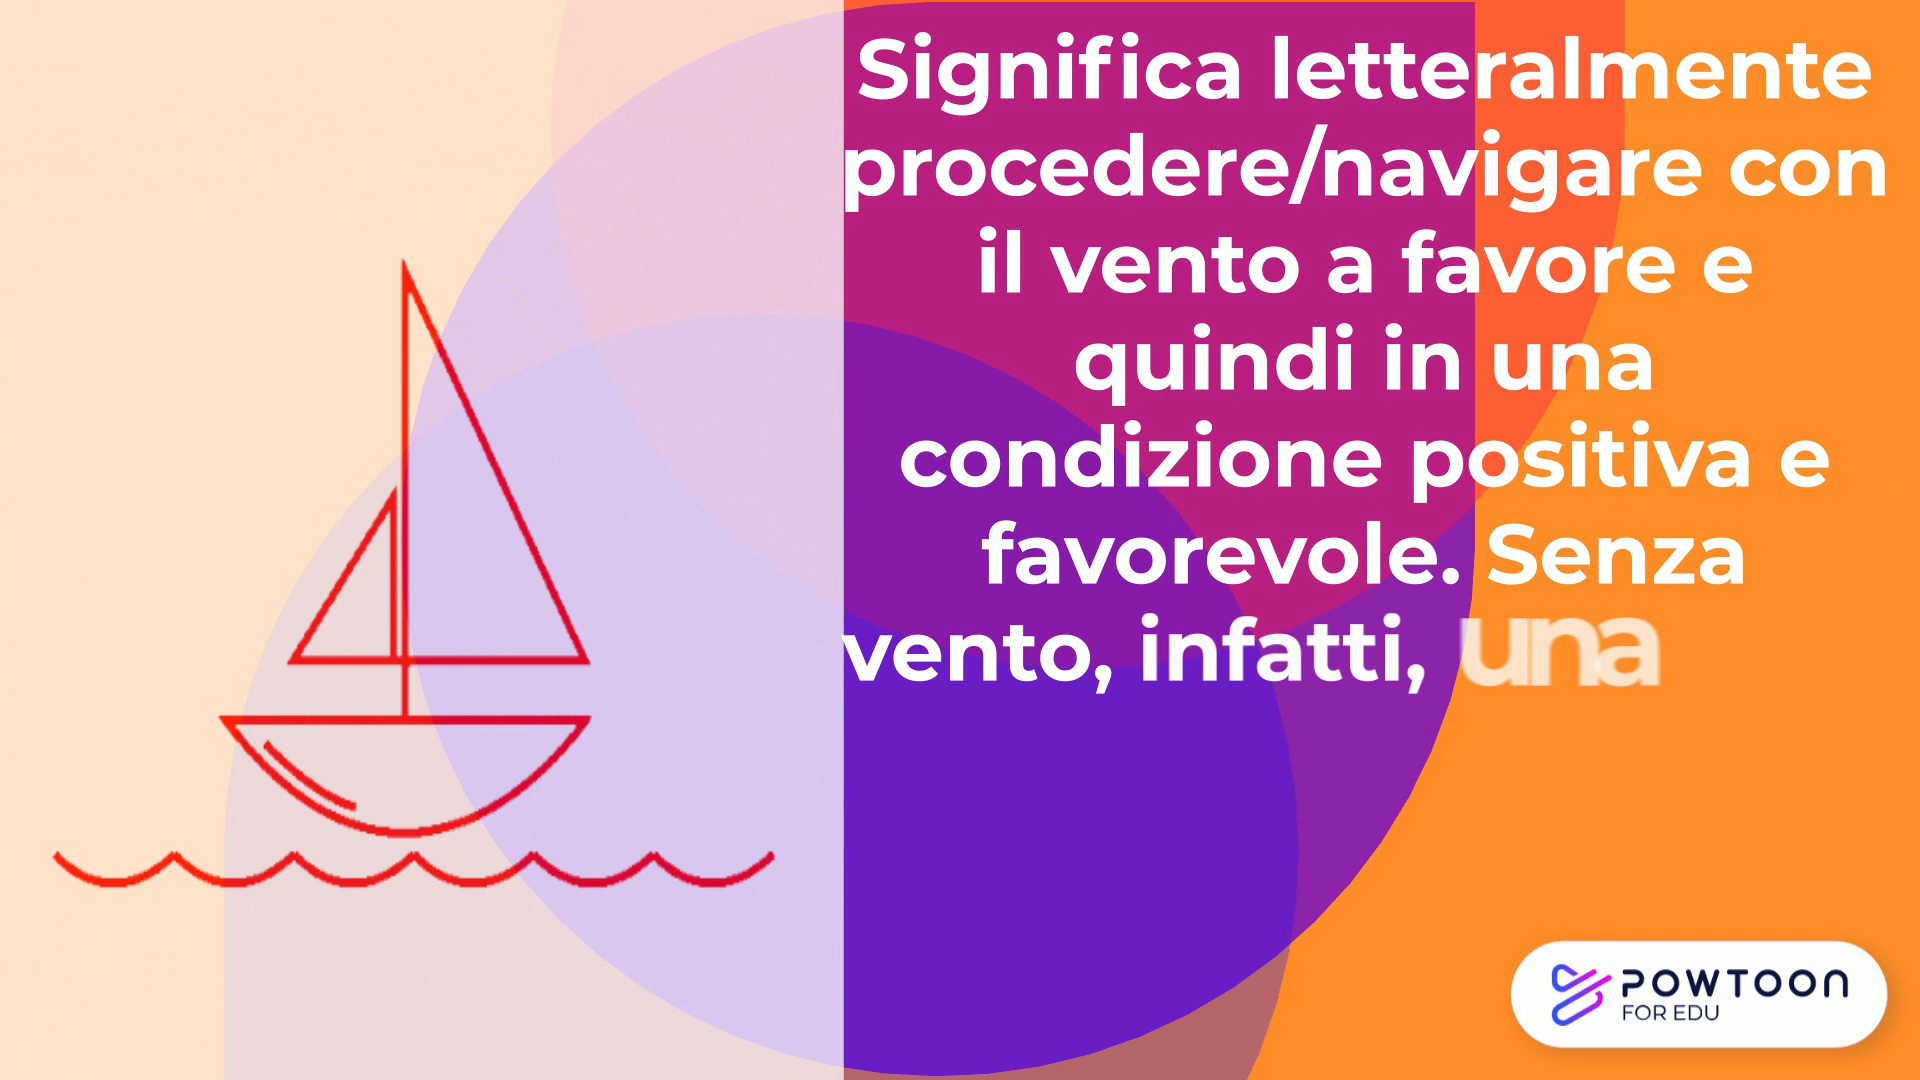 Significa letteralmente
procedere/navigare con
il vento a favore e
quindi in una
condizione positiva e
favorevole. Senza
vento, infatti, una
POWTOON
FOR EDU